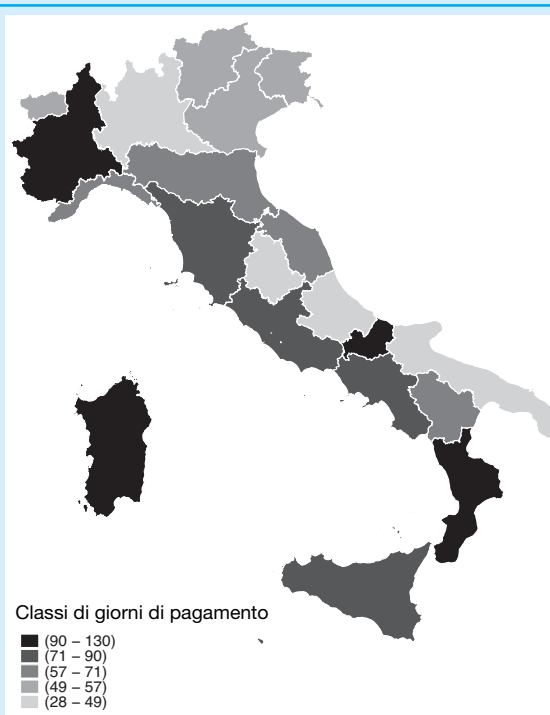 Classi di giorni di pagamento
(90 – 130)
(71 – 90)
(57 – 71)
(49 – 57)
(28 – 49)